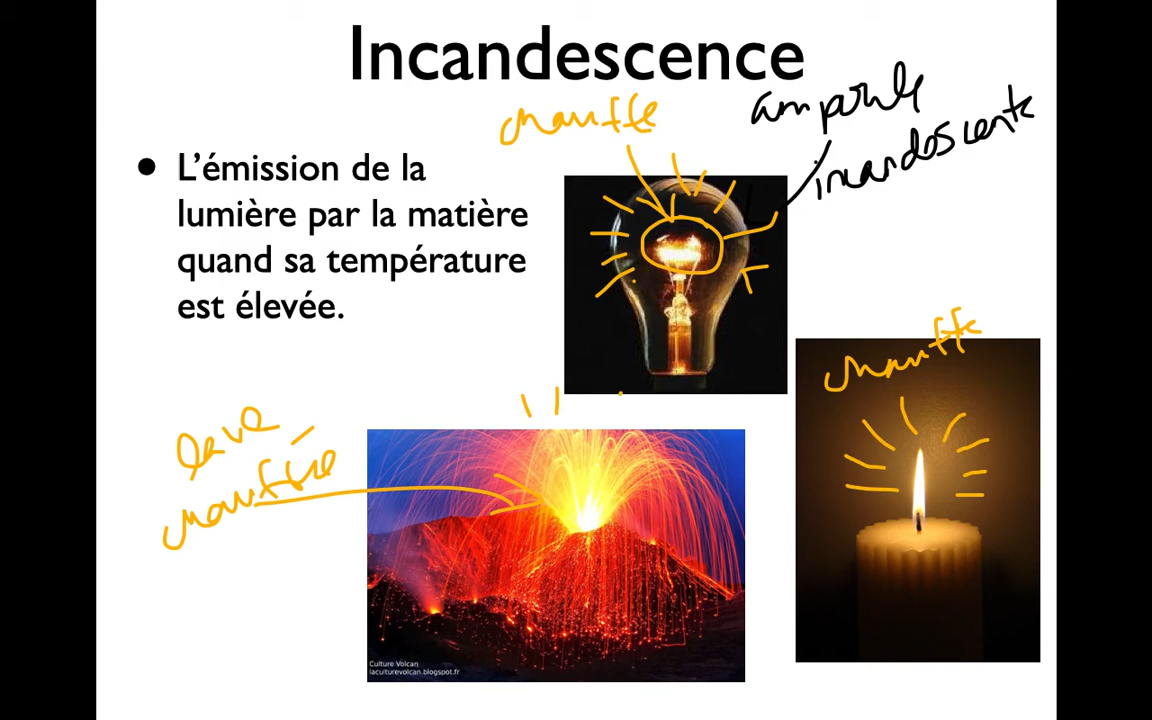 Incandescence
chauffe
ampoule
incandescente
• L’émission de la
lumière par la matière
quand sa température
est élevée.
chauffe
lave
chauffée
Culture Volcan
laculturevolcan.blogspot.fr